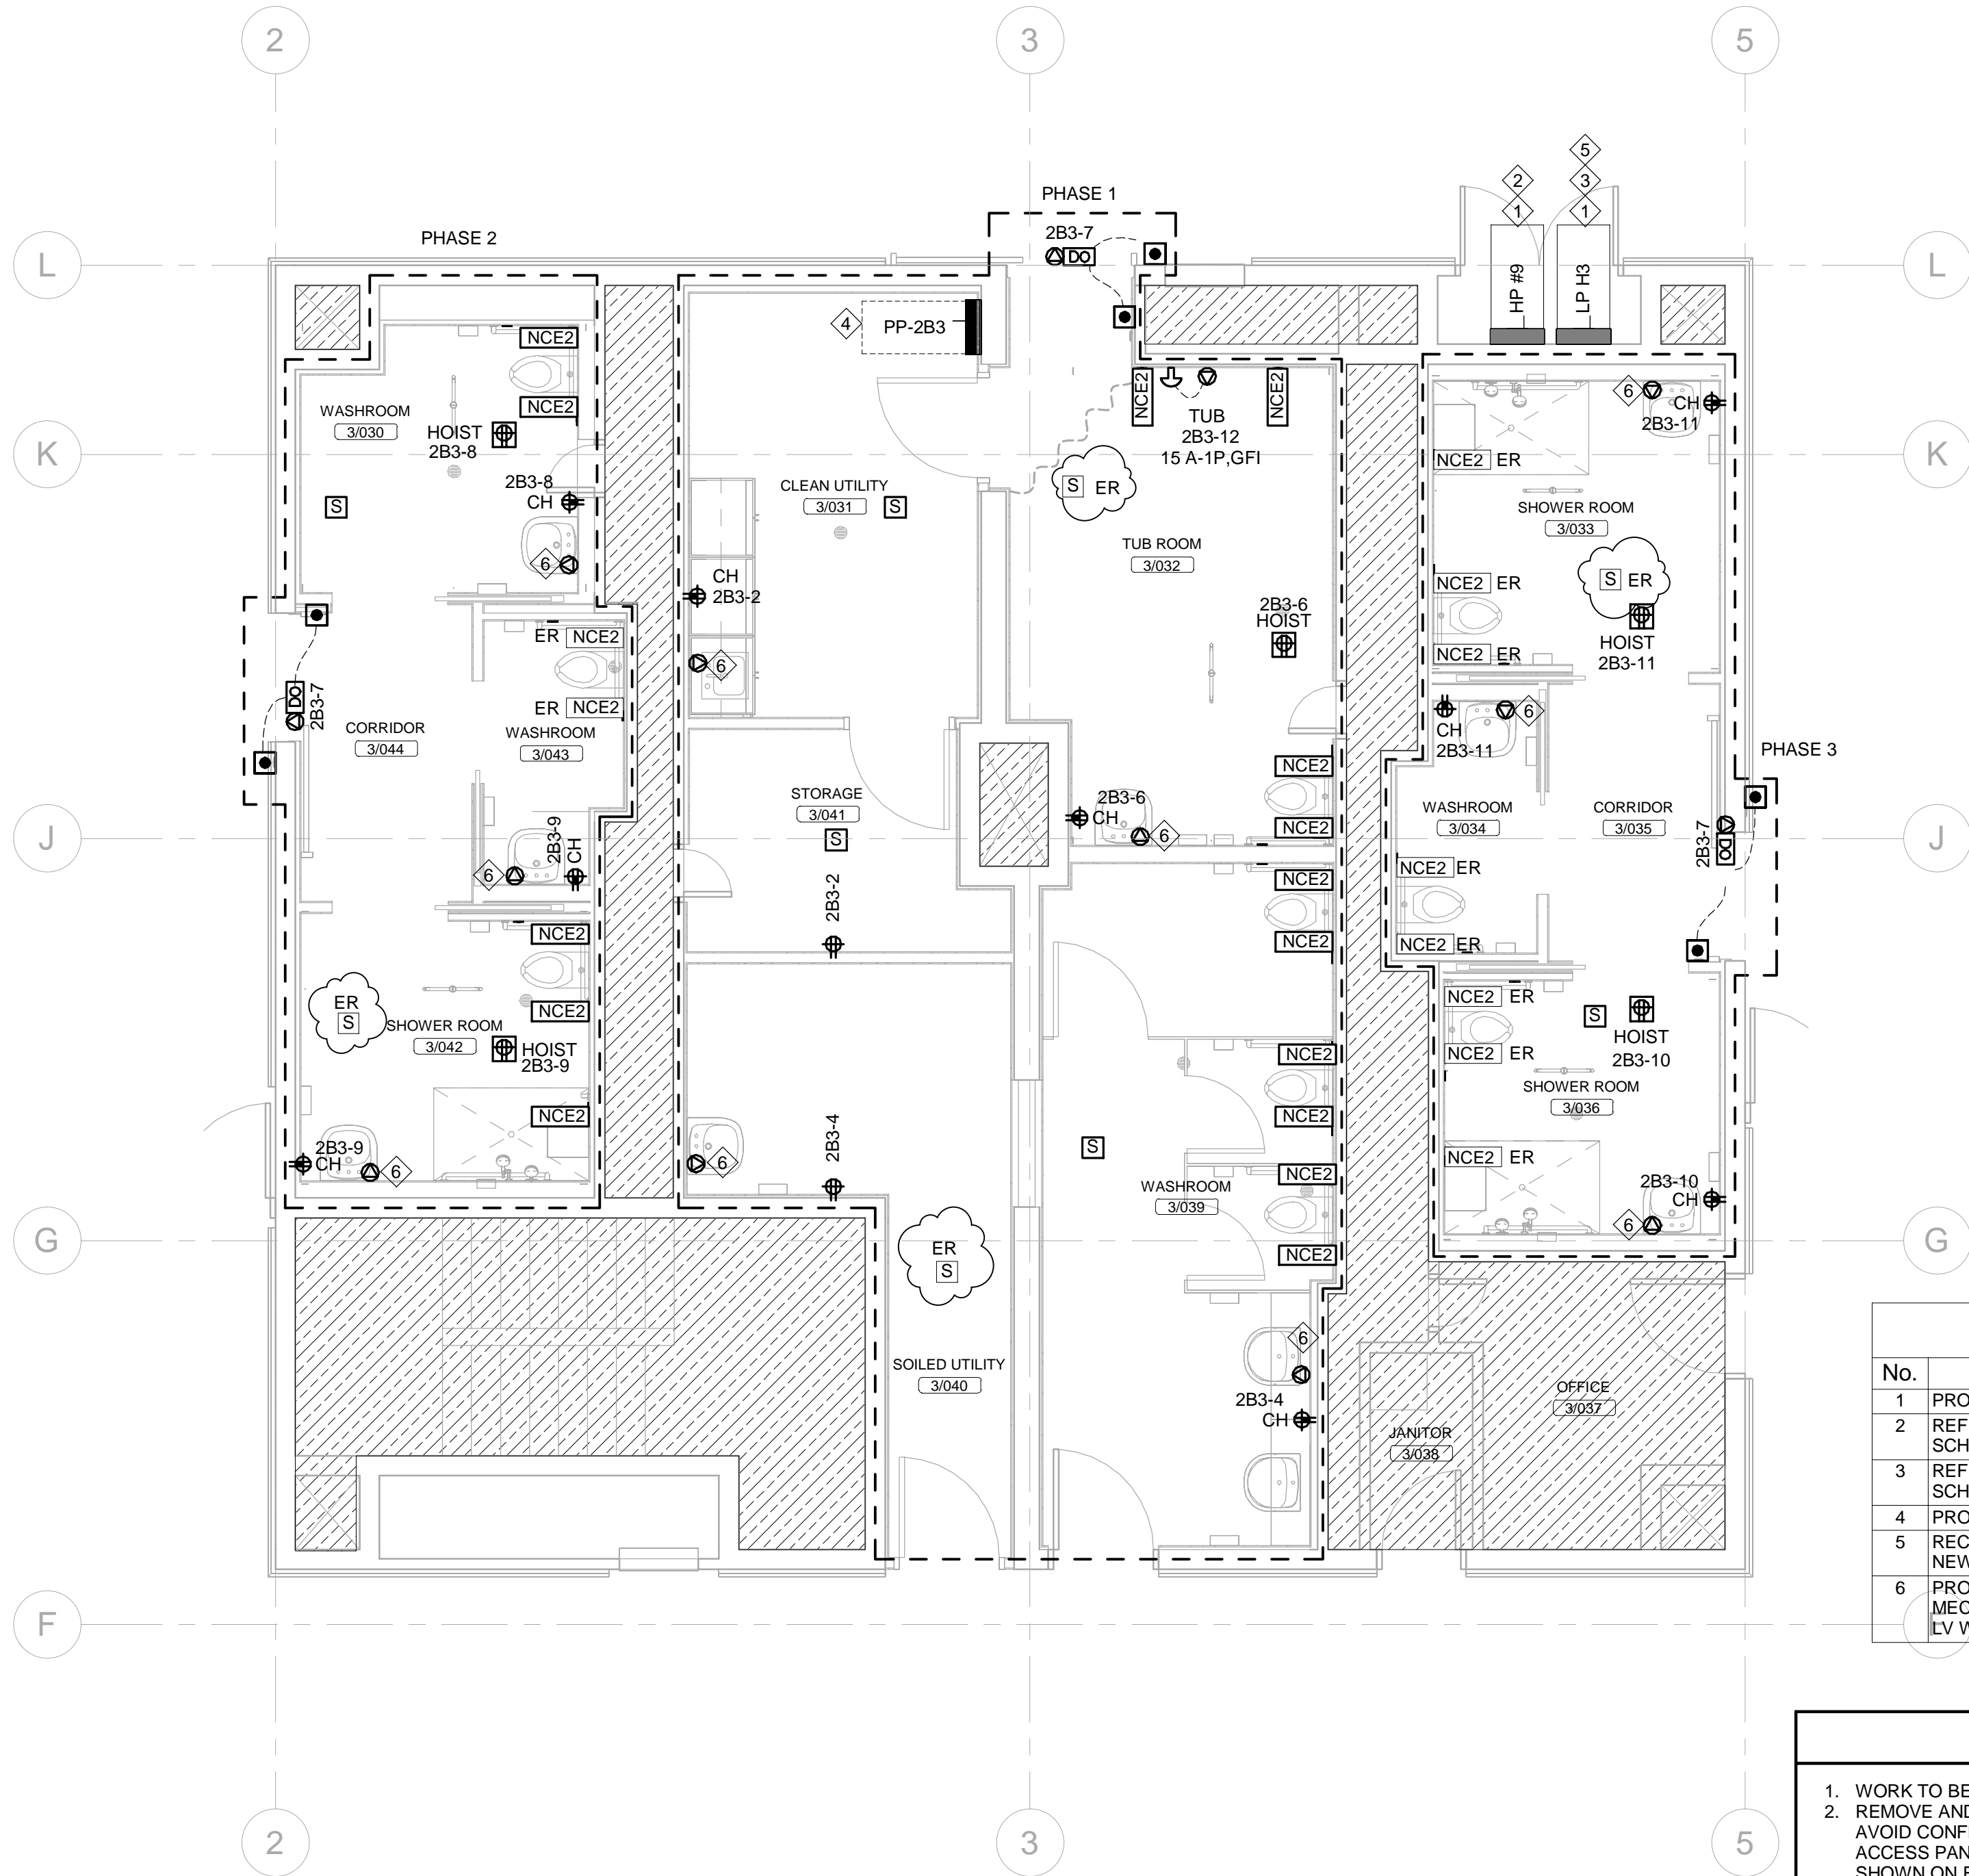 2
3
5
PHASE 1
PHASE 2
2B3-7
DO
5
2
3
1
1
L
L
HP #9
LP H3
4
PP-2B3
NCE2
NCE2
NCE2
NCE2
TUB
2B3-12
15 A-1P,GFI
6
CH
2B3-11
WASHROOM
3/030
HOIST
2B3-8
K
K
NCE2 ER
2B3-8
CH
S
CLEAN UTILITY
3/031
S
S ER
SHOWER ROOM
3/033
TUB ROOM
3/032
6
NCE2 ER
S ER
CH
2B3-2
2B3-6
HOIST
HOIST
2B3-11
ER NCE2
6
NCE2 ER
ER NCE2
DO
2B3-7
CORRIDOR
3/044
WASHROOM
3/043
CH
2B3-11
6
PHASE 3
NCE2
STORAGE
3/041
2B3-6
CH
6
NCE2
WASHROOM
3/034
CORRIDOR
3/035
J
J
S
2B3-9
CH
6
2B3-7
DO
NCE2 ER
NCE2
2B3-2
NCE2
NCE2
NCE2 ER
ER
S
NCE2
SHOWER ROOM
3/042
HOIST
2B3-9
NCE2 ER
S
HOIST
2B3-10
NCE2
NCE2 ER
SHOWER ROOM
3/036
NCE2
NCE2
2B3-4
S
2B3-9
CH
6
6
NCE2 ER
WASHROOM
3/039
NCE2
2B3-10
CH
6
G
G
ER
S
NCE2
6
SOILED UTILITY
3/040
2B3-4
CH
OFFICE
3/037
JANITOR
3/038
No.
1 PRO
2 REF
SCH
3 REF
SCH
4 PRO
5 REC
NEW
6 PRO
MEC
LV W
F
F
1. WORK TO BE
2. REMOVE AND
AVOID CONF
ACCESS PAN
SHOWN ON
2
3
5